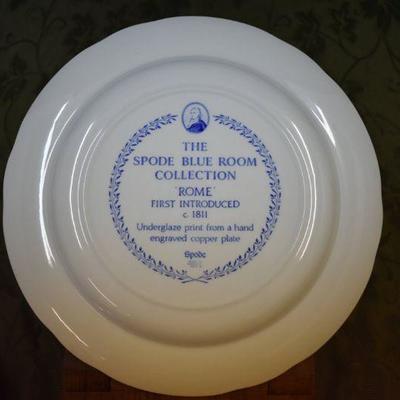 THE
SPODE BLUE ROOM
COLLECTION
'ROME'
FIRST INTRODUCED
c. 1811
Underglaze print from a hand
engraved copper plate
Spode